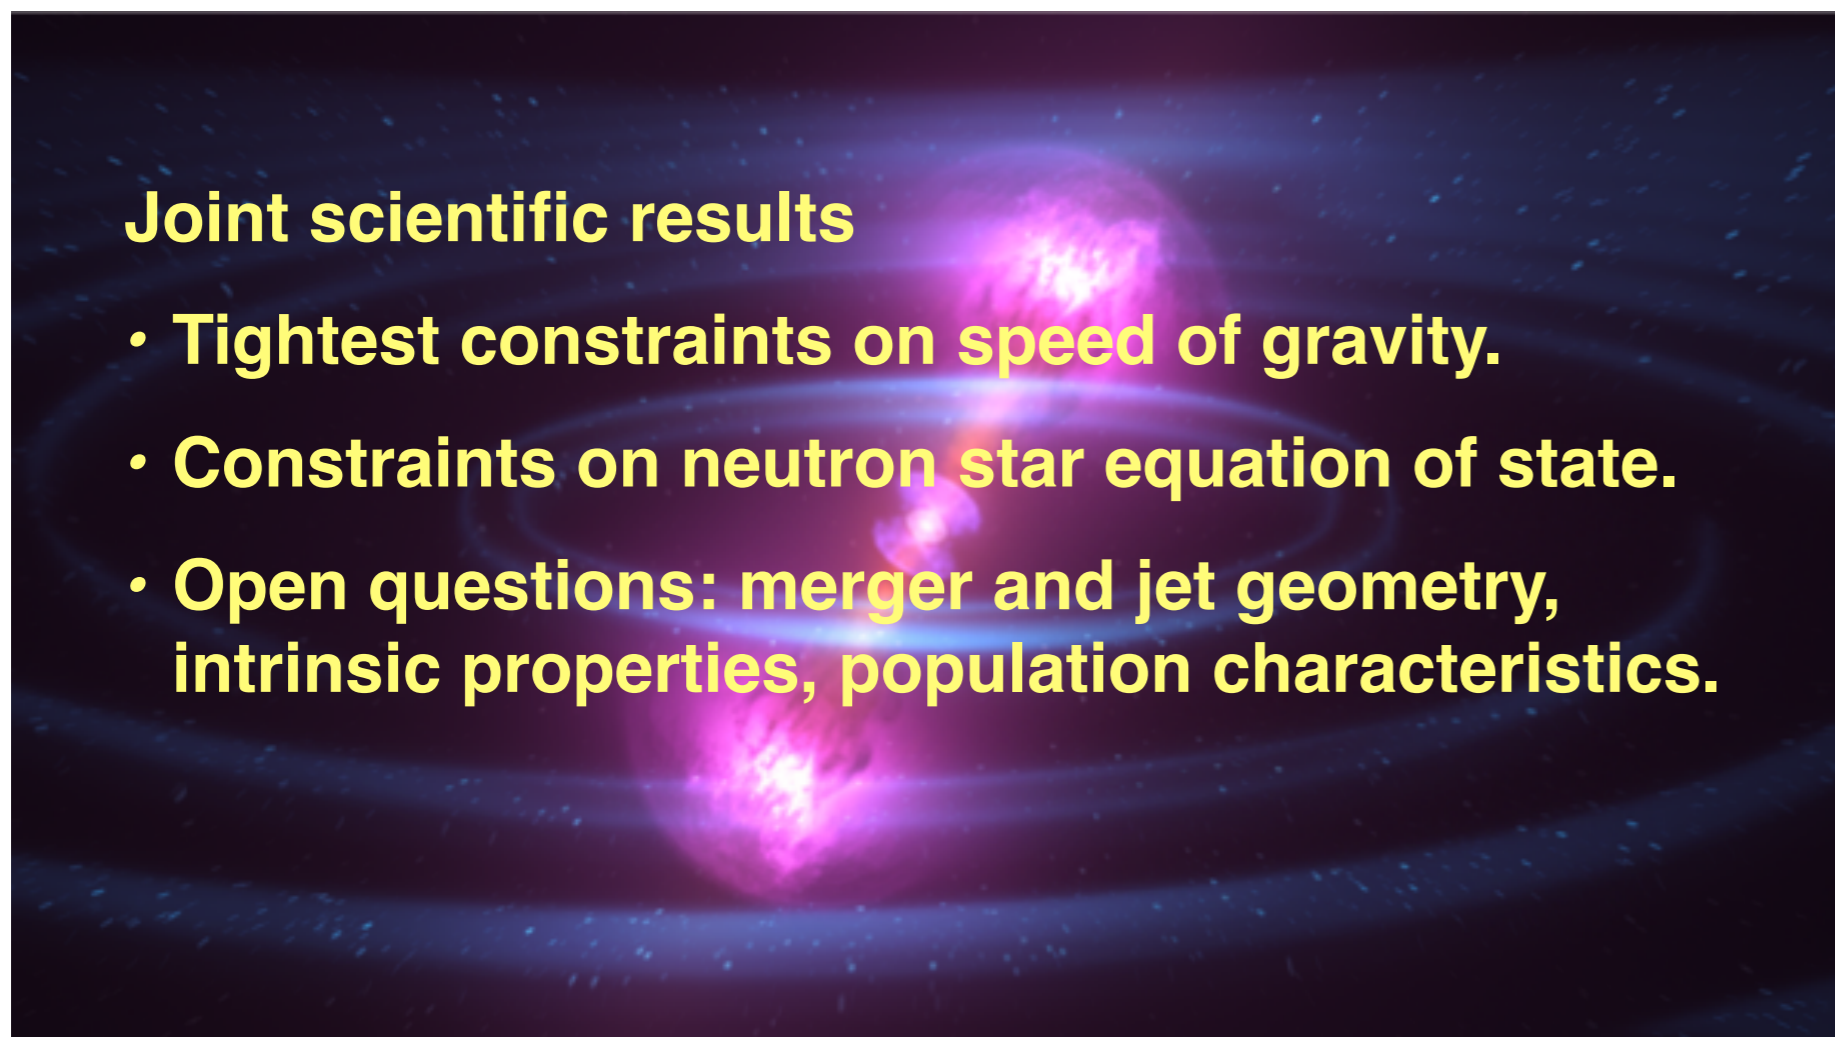 Joint scientific results
• Tightest constraints on speed of gravity.
• Constraints on neutron star equation of state.
• Open questions: merger and jet geometry,
intrinsic properties, population characteristics.